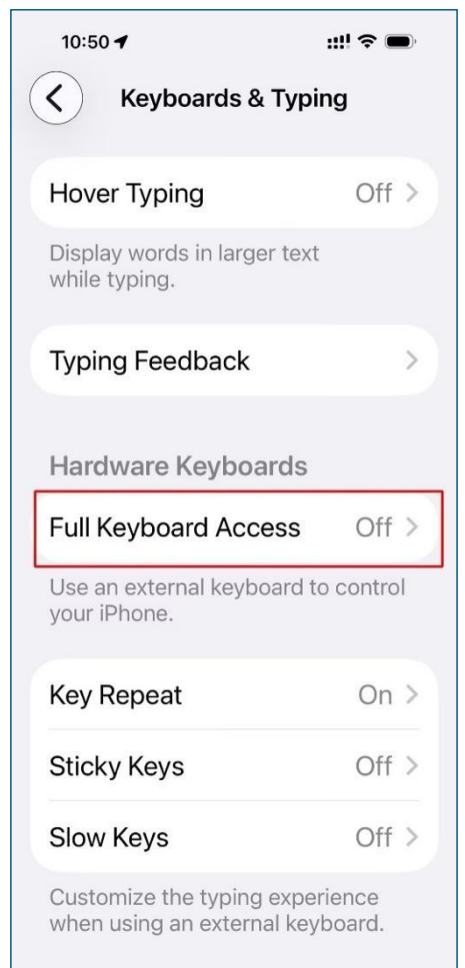 10:50
Keyboards & Typing
Hover Typing Off
Display words in larger text
while typing.
Typing Feedback
Hardware Keyboards
Full Keyboard Access Off
Use an external keyboard to control
your iPhone.
Key Repeat On
Sticky Keys Off
Slow Keys Off
Customize the typing experience
when using an external keyboard.